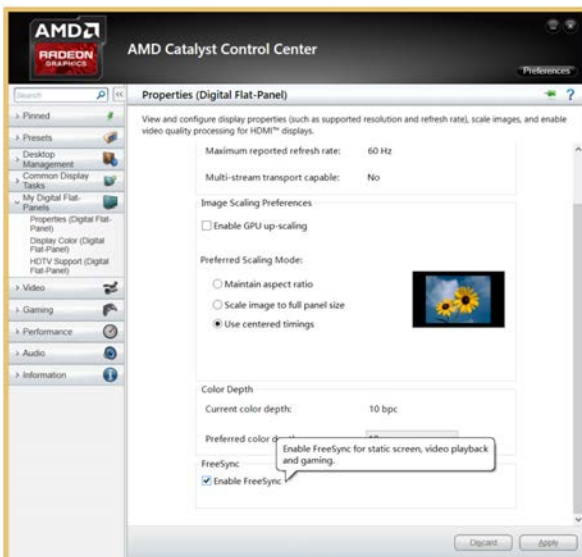 AMD
RADEON
GRAPHICS
AMD Catalyst Control Center
Preferences
Search
Properties (Digital Flat-Panel)
?
Pinned
Presets
Desktop
Management
Common Display
Tasks
My Digital Flat-
Panels
Properties (Digital Flat-
Panel)
Display Color (Digital
Flat-Panel)
HDTV Support (Digital
Flat-Panel)
Video
Gaming
Performance
Audio
Information
View and configure display properties (such as supported resolution and refresh rate), scale images, and enable
video quality processing for HDMI™ displays.
Maximum reported refresh rate: 60 Hz
Multi-stream transport capable: No
Image Scaling Preferences
Enable GPU up-scaling
Preferred Scaling Mode:
Maintain aspect ratio
Scale image to full panel size
Use centered timings
Color Depth
Current color depth: 10 bpc
Preferred color
Enable FreeSync for static screen, video playback
and gaming.
FreeSync
Enable FreeSync
Discard Apply